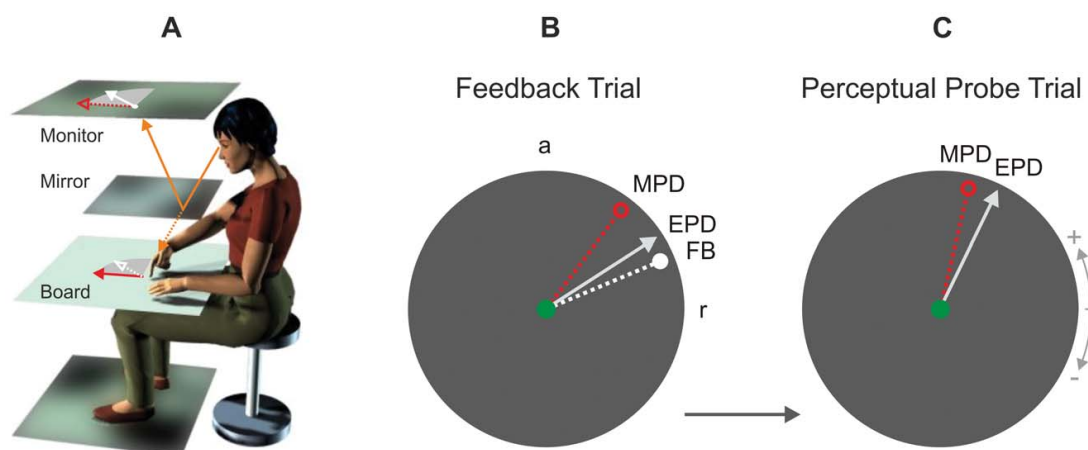 A
Monitor
Mirror
Board
B
Feedback Trial
a
MPD
EPD
FB
r
C
Perceptual Probe Trial
MPD
EPD
+
-